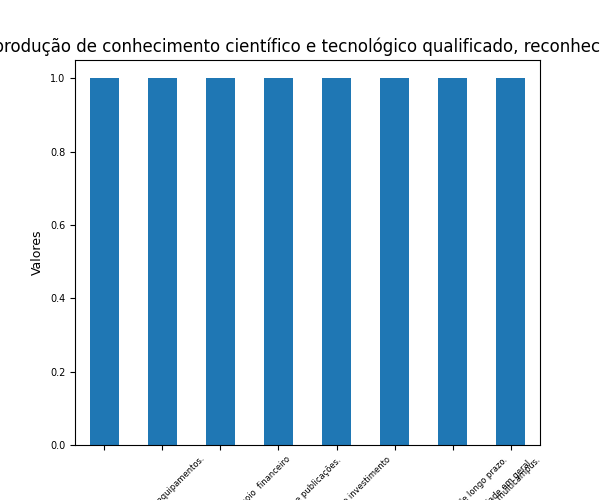 produção de conhecimento científico e tecnológico qualificado, reconhec
1.0
0.8
0.6
0.4
0.2
0.0
Valores
equipamentos.
financeiro
e publicações.
investimento
longo prazo.
em geral